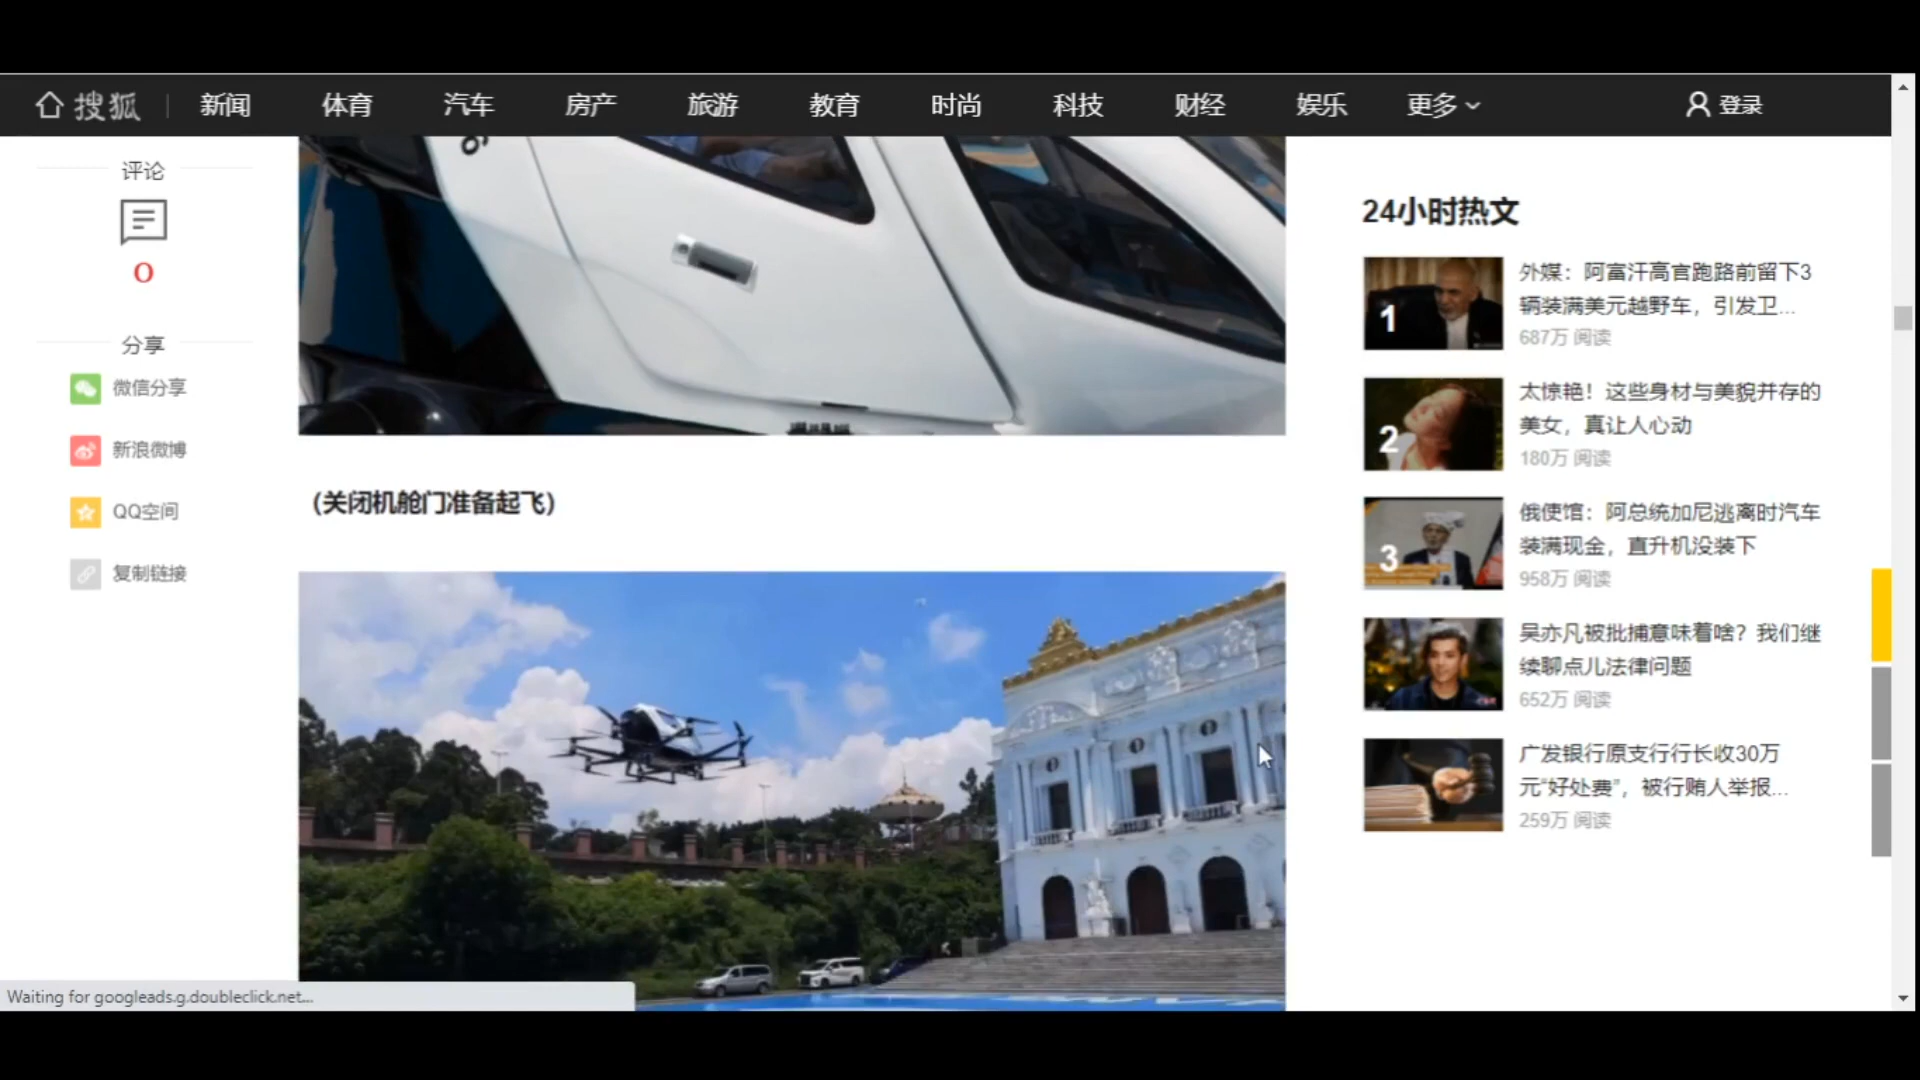 搜狐 新闻 体育 汽车 房产 旅游 教育 时尚 科技 财经 娱乐 更多 登录
评论
0
分享
微信分享
新浪微博
QQ空间
复制链接
(关闭机舱门准备起飞)
24小时热文
1
外媒：阿富汗高官跑路前留下3
辆装满美元越野车，引发卫...
687万 阅读
2
太惊艳！这些身材与美貌并存的
美女，真让人心动
180万 阅读
3
俄使馆：阿总统加尼逃离时汽车
装满现金，直升机没装下
958万 阅读
吴亦凡被批捕意味着啥？我们继
续聊点儿法律问题
652万 阅读
广发银行原支行行长收30万
元“好处费”，被行贿人举报...
259万 阅读
Waiting for googleads.g.doubleclick.net...